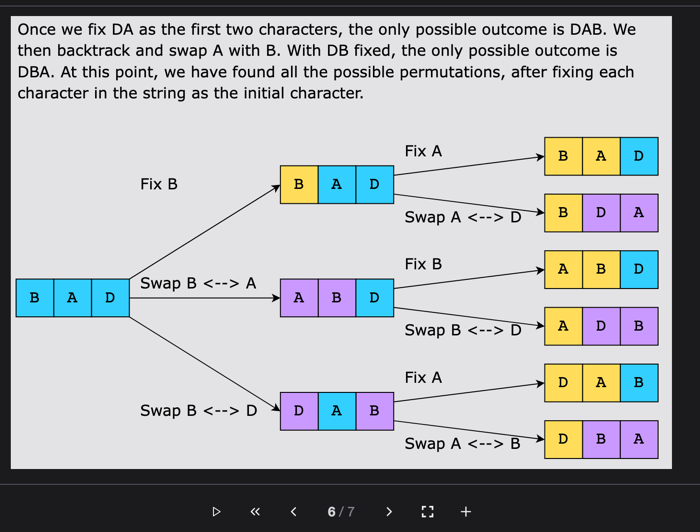 Once we fix DA as the first two characters, the only possible outcome is DAB. We
then backtrack and swap A with B. With DB fixed, the only possible outcome is
DBA. At this point, we have found all the possible permutations, after fixing each
character in the string as the initial character.
Fix A
B A D
Fix B
B A D
Swap A <--> D
B D A
Fix B
A B D
Swap B <--> A
B A D
A B D
Swap B <--> D
A D B
Fix A
D A B
Swap B <--> D
D A B
Swap A <--> B
D B A
6 / 7